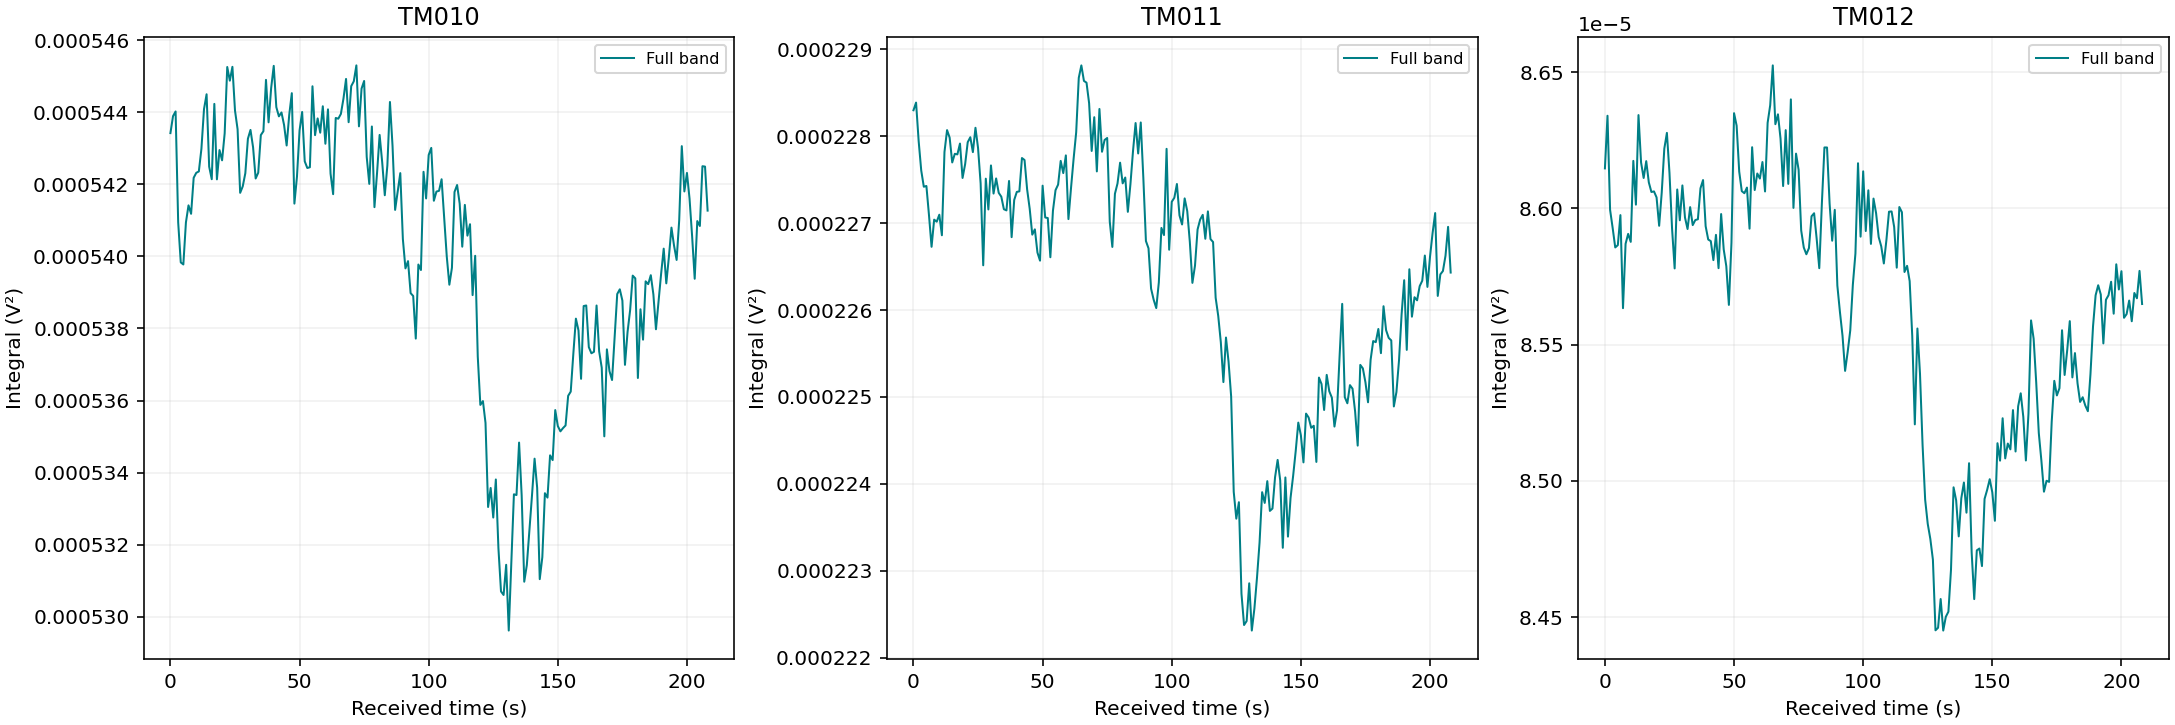 TM010
Full band
0.000546
0.000544
0.000542
0.000540
0.000538
0.000536
0.000534
0.000532
0.000530
Integral (V²)
0 50 100 150 200
Received time (s)
TM011
Full band
0.000229
0.000228
0.000227
0.000226
0.000225
0.000224
0.000223
0.000222
Integral (V²)
0 50 100 150 200
Received time (s)
TM012
1e−5
Full band
8.65
8.60
8.55
8.50
8.45
Integral (V²)
0 50 100 150 200
Received time (s)